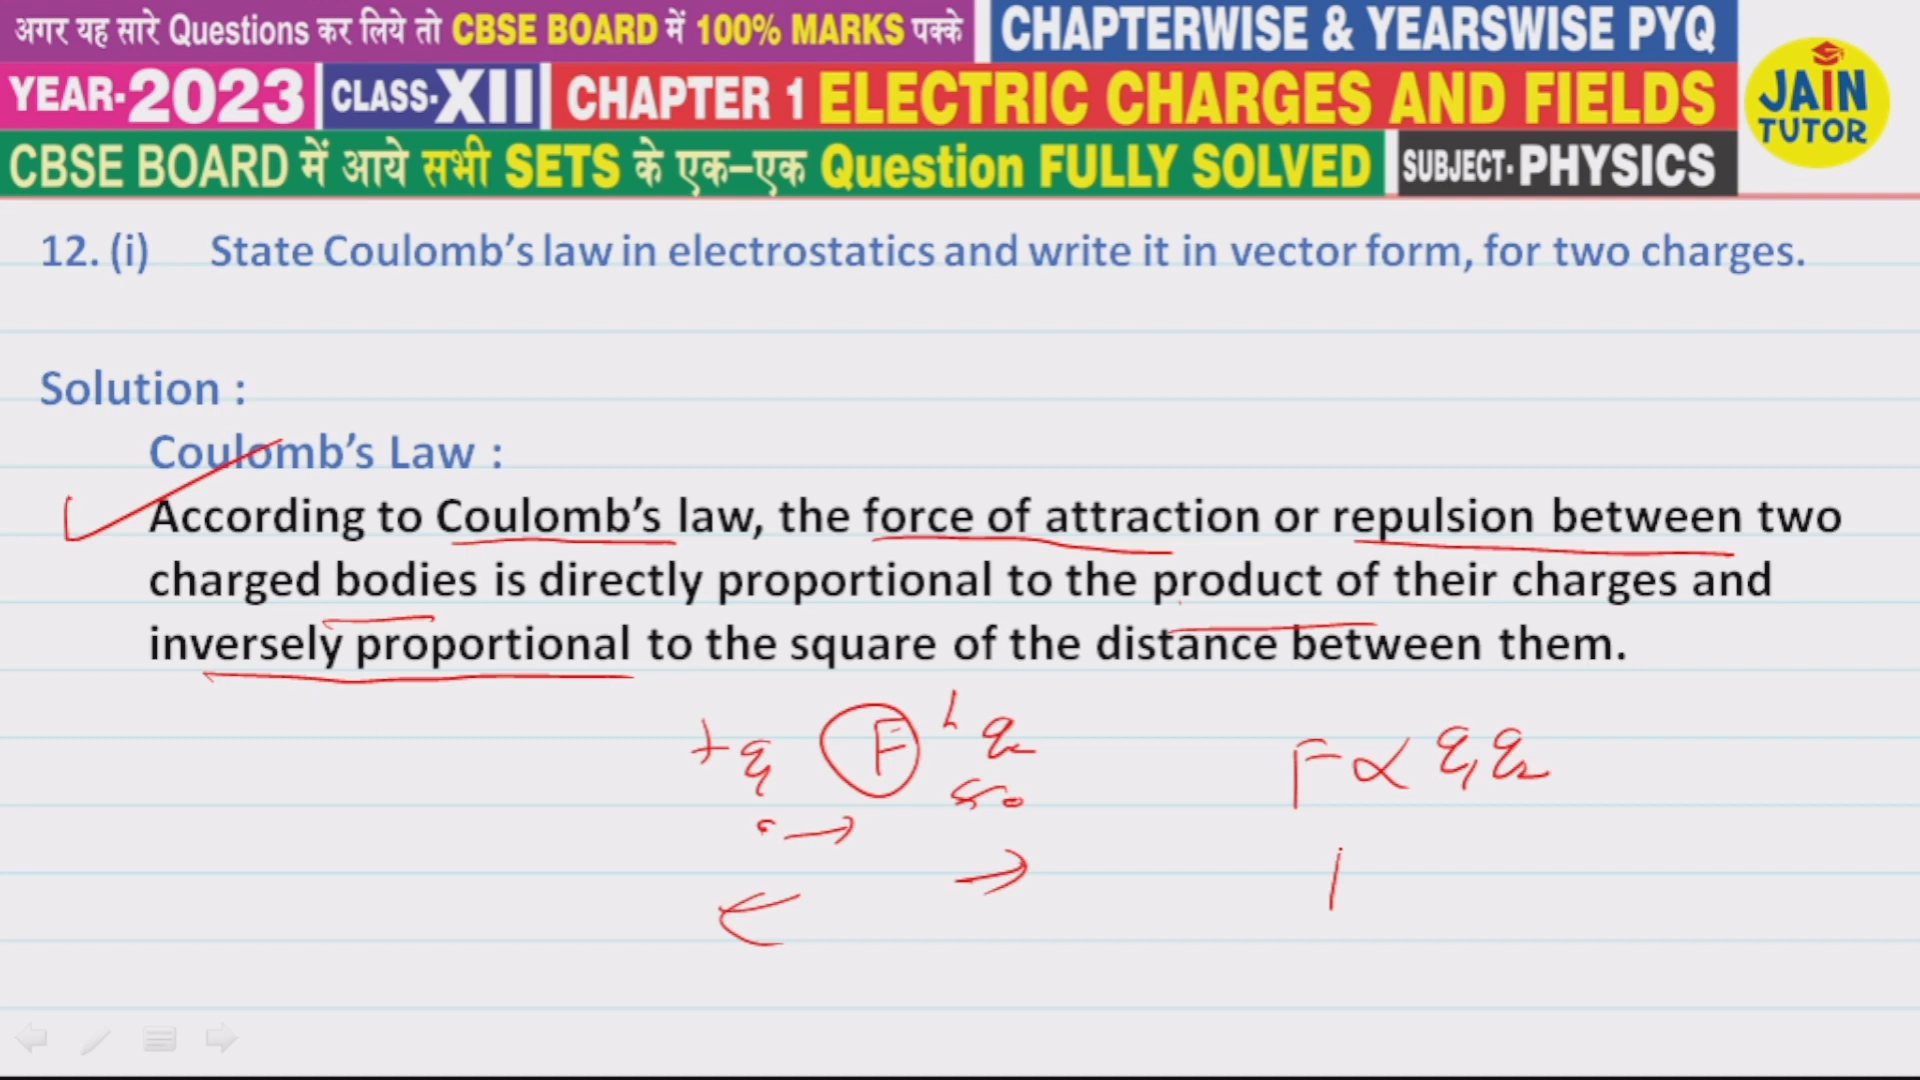 अगर यह सारे Questions कर लिये तो CBSE BOARD में 100% MARKS पक्के
CHAPTERWISE & YEARSWISE PYQ
YEAR-2023 CLASS-XII CHAPTER 1 ELECTRIC CHARGES AND FIELDS
JAIN
TUTOR
CBSE BOARD में आये सभी SETS के एक-एक Question FULLY SOLVED SUBJECT-PHYSICS
12. (i) State Coulomb's law in electrostatics and write it in vector form, for two charges.
Solution :
Coulomb's Law :
According to Coulomb's law, the force of attraction or repulsion between two
charged bodies is directly proportional to the product of their charges and
inversely proportional to the square of the distance between them.
+q₁ F q₂
F ∝ q₁q₂